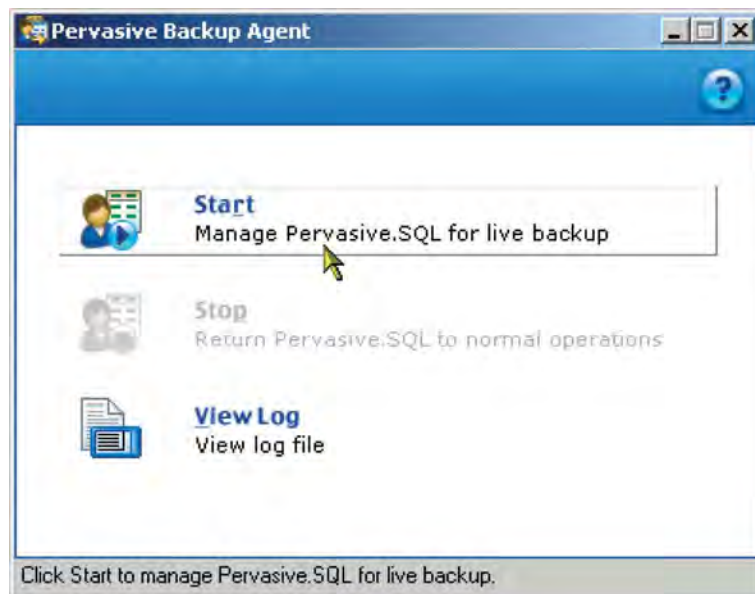 Pervasive Backup Agent
?
Start
Manage Pervasive.SQL for live backup
Stop
Return Pervasive.SQL to normal operations
View Log
View log file
Click Start to manage Pervasive.SQL for live backup.